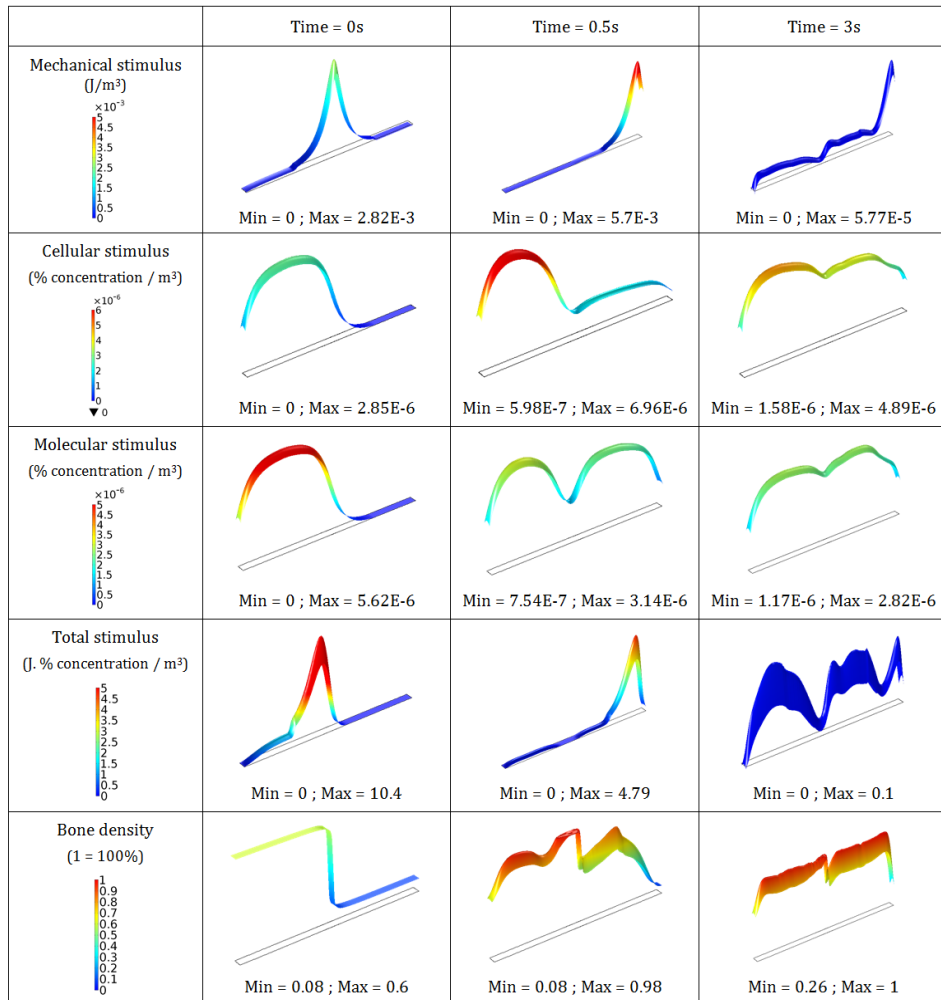 Time = 0s
Time = 0.5s
Time = 3s
Mechanical stimulus
(J/m³)
×10⁻³
5
4.5
4
3.5
3
2.5
2
1.5
1
0.5
0
Min = 0 ; Max = 2.82E-3
Min = 0 ; Max = 5.7E-3
Min = 0 ; Max = 5.77E-5
Cellular stimulus
(% concentration / m³)
×10⁻⁶
6
5
4
3
2
1
0
▼ 0
Min = 0 ; Max = 2.85E-6
Min = 5.98E-7 ; Max = 6.96E-6
Min = 1.58E-6 ; Max = 4.89E-6
Molecular stimulus
(% concentration / m³)
×10⁻⁶
5
4.5
4
3.5
3
2.5
2
1.5
1
0.5
0
Min = 0 ; Max = 5.62E-6
Min = 7.54E-7 ; Max = 3.14E-6
Min = 1.17E-6 ; Max = 2.82E-6
Total stimulus
(J. % concentration / m³)
5
4.5
4
3.5
3
2.5
2
1.5
1
0.5
0
Min = 0 ; Max = 10.4
Min = 0 ; Max = 4.79
Min = 0 ; Max = 0.1
Bone density
(1 = 100%)
1
0.9
0.8
0.7
0.6
0.5
0.4
0.3
0.2
0.1
0
Min = 0.08 ; Max = 0.6
Min = 0.08 ; Max = 0.98
Min = 0.26 ; Max = 1